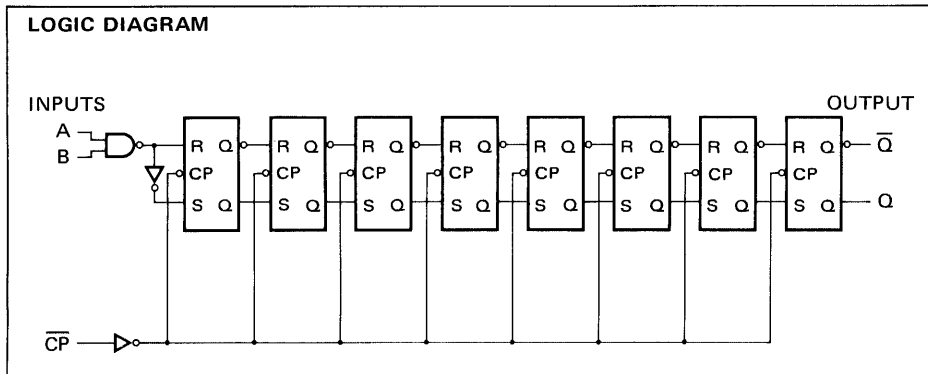 LOGIC DIAGRAM
INPUTS
OUTPUT
A
B
R Q R Q R Q R Q R Q R Q R Q R Q Q̅
CP CP CP CP CP CP CP CP
S Q S Q S Q S Q S Q S Q S Q S Q Q
C̅P̅